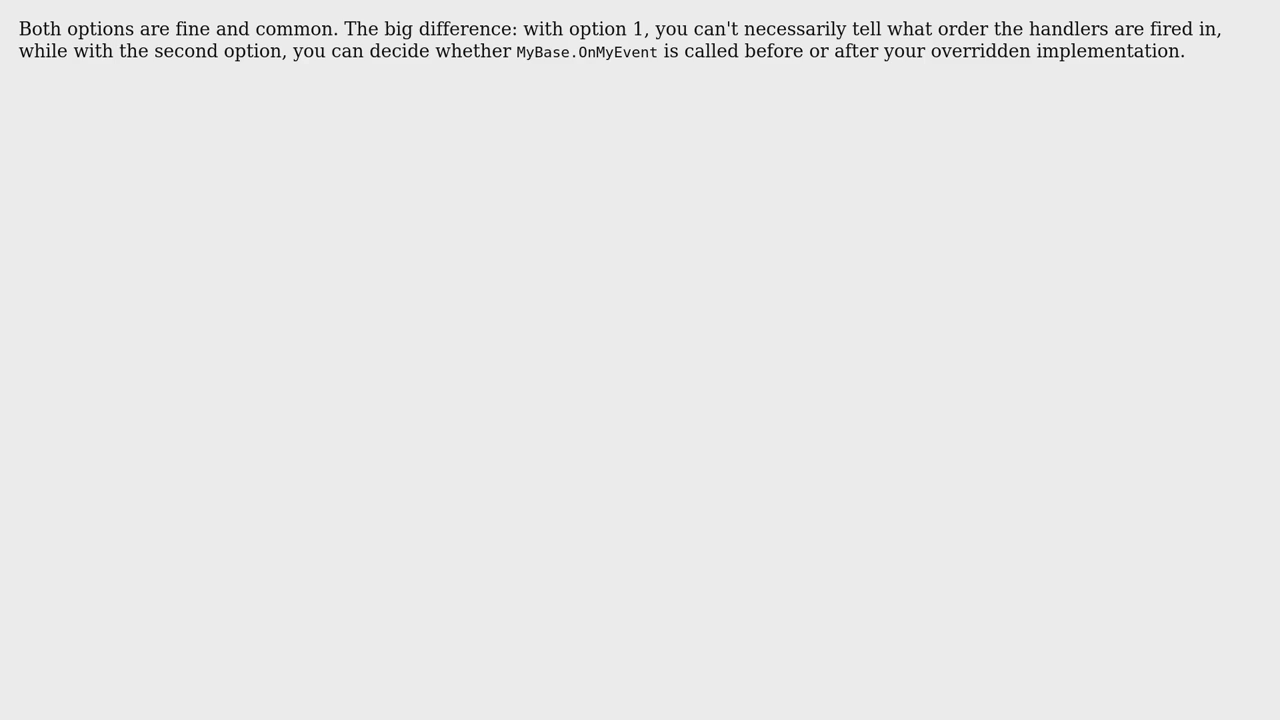 Both options are fine and common. The big difference: with option 1, you can't necessarily tell what order the handlers are fired in,
while with the second option, you can decide whether MyBase.OnMyEvent is called before or after your overridden implementation.